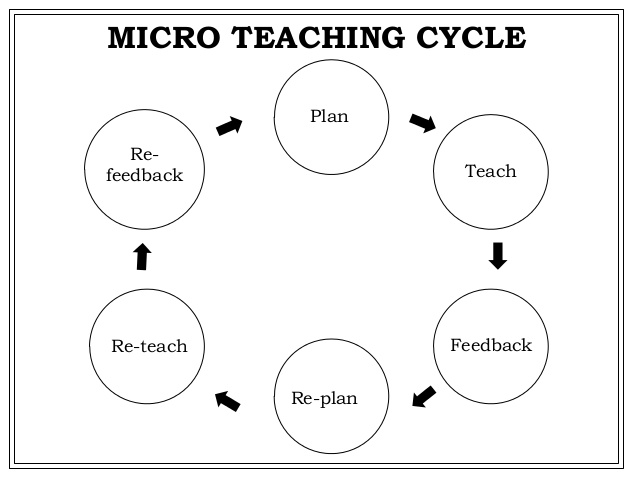 MICRO TEACHING CYCLE
Plan
Teach
Feedback
Re-plan
Re-teach
Re-
feedback